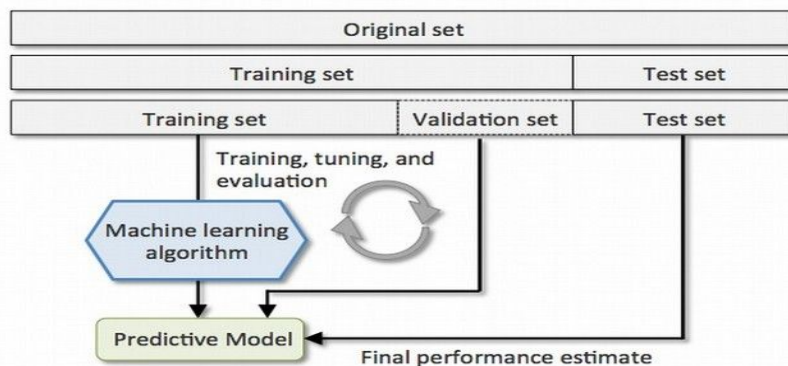 Original set
Training set
Test set
Training set
Validation set
Test set
Training, tuning, and
evaluation
Machine learning
algorithm
Predictive Model
Final performance estimate